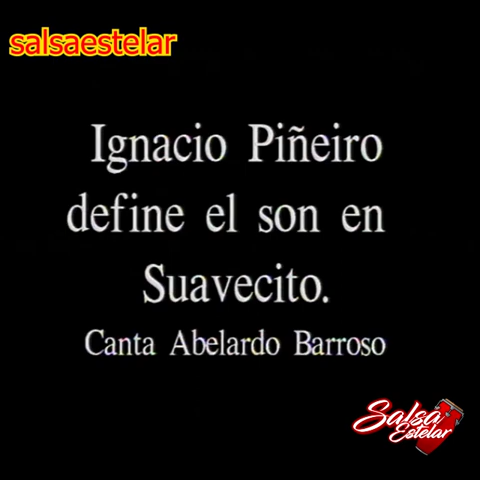 salsaestelar
Ignacio Piñeiro
define el son en
Suavecito.
Canta Abelardo Barroso
Salsa
Estelar